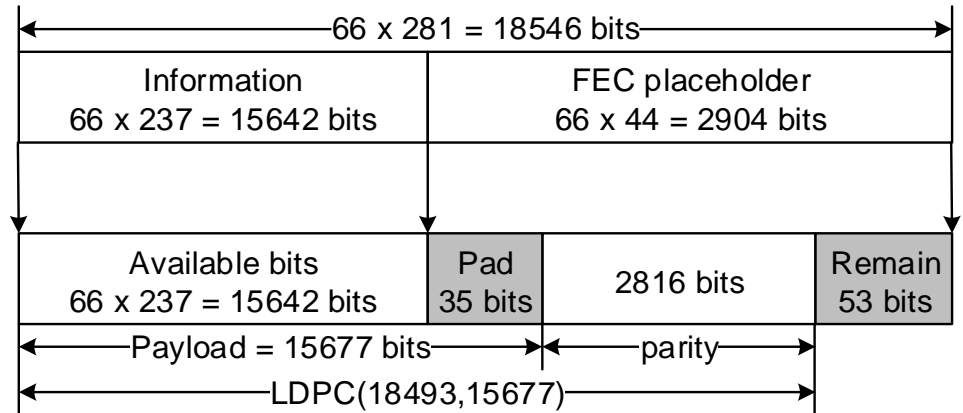 66 x 281 = 18546 bits
Information
66 x 237 = 15642 bits
FEC placeholder
66 x 44 = 2904 bits
Available bits
66 x 237 = 15642 bits
Pad
35 bits
2816 bits
Remain
53 bits
Payload = 15677 bits
parity
LDPC(18493,15677)